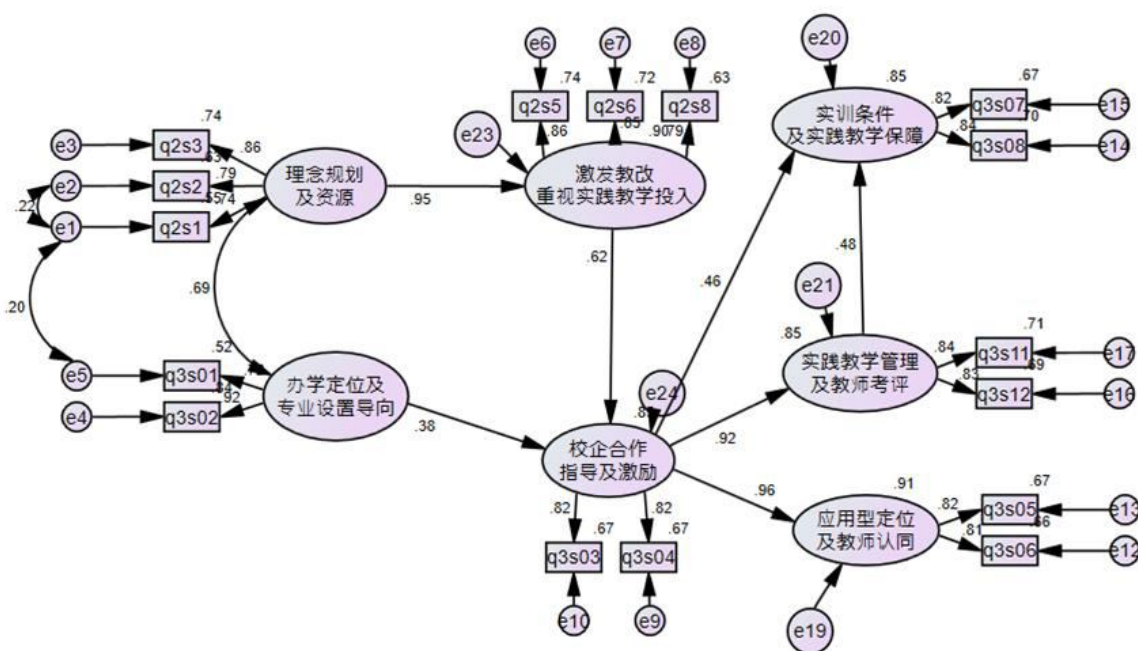 e6
e7
e8
e20
.74
.72
.63
.85
.67
q2s5
q2s6
q2s8
q3s07
e15
.82
.70
.84
q3s08
e14
.74
e3
q2s3
.86
e23
.86
.85
.90
.79
实训条件
及实践教学保障
e2
q2s2
.79
理念规划
及资源
.95
激发教改
重视实践教学投入
.22
.55
.74
e1
q2s1
.62
.46
.48
.69
.20
e21
.85
.71
.52
实践教学管理
及教师考评
.84
q3s11
e17
.83
.69
q3s12
e16
e5
q3s01
办学定位及
专业设置导向
.84
.92
e4
q3s02
e24
.38
.92
校企合作
指导及激励
.96
.91
.67
.82
.82
应用型定位
及教师认同
.82
q3s05
e13
.67
.67
.81
.66
q3s03
q3s04
q3s06
e12
e10
e9
e19